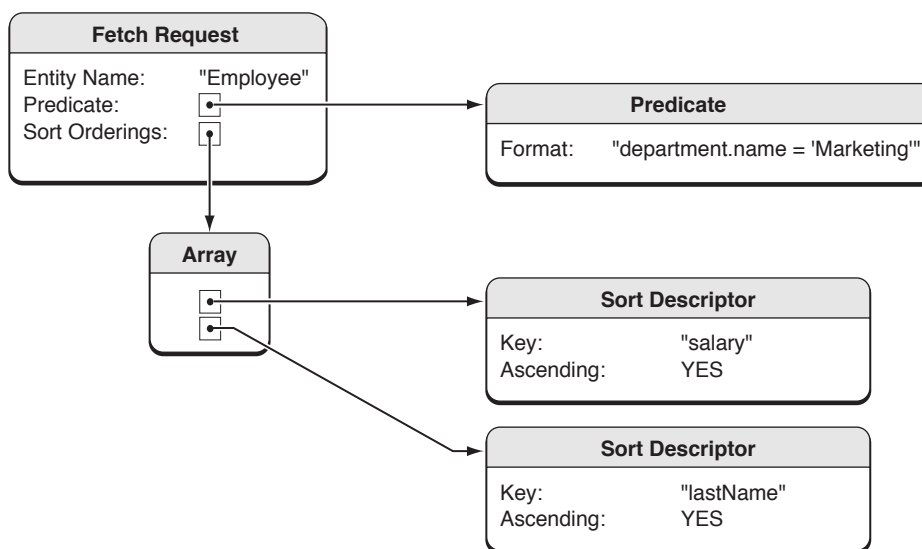 Fetch Request
Entity Name: "Employee"
Predicate:
Sort Orderings:
Predicate
Format: "department.name = 'Marketing'"
Array
Sort Descriptor
Key: "salary"
Ascending: YES
Sort Descriptor
Key: "lastName"
Ascending: YES